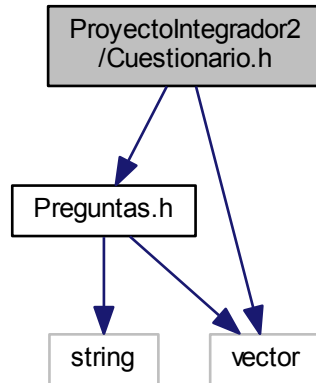 ProyectoIntegrador2
/Cuestionario.h
Preguntas.h
string
vector